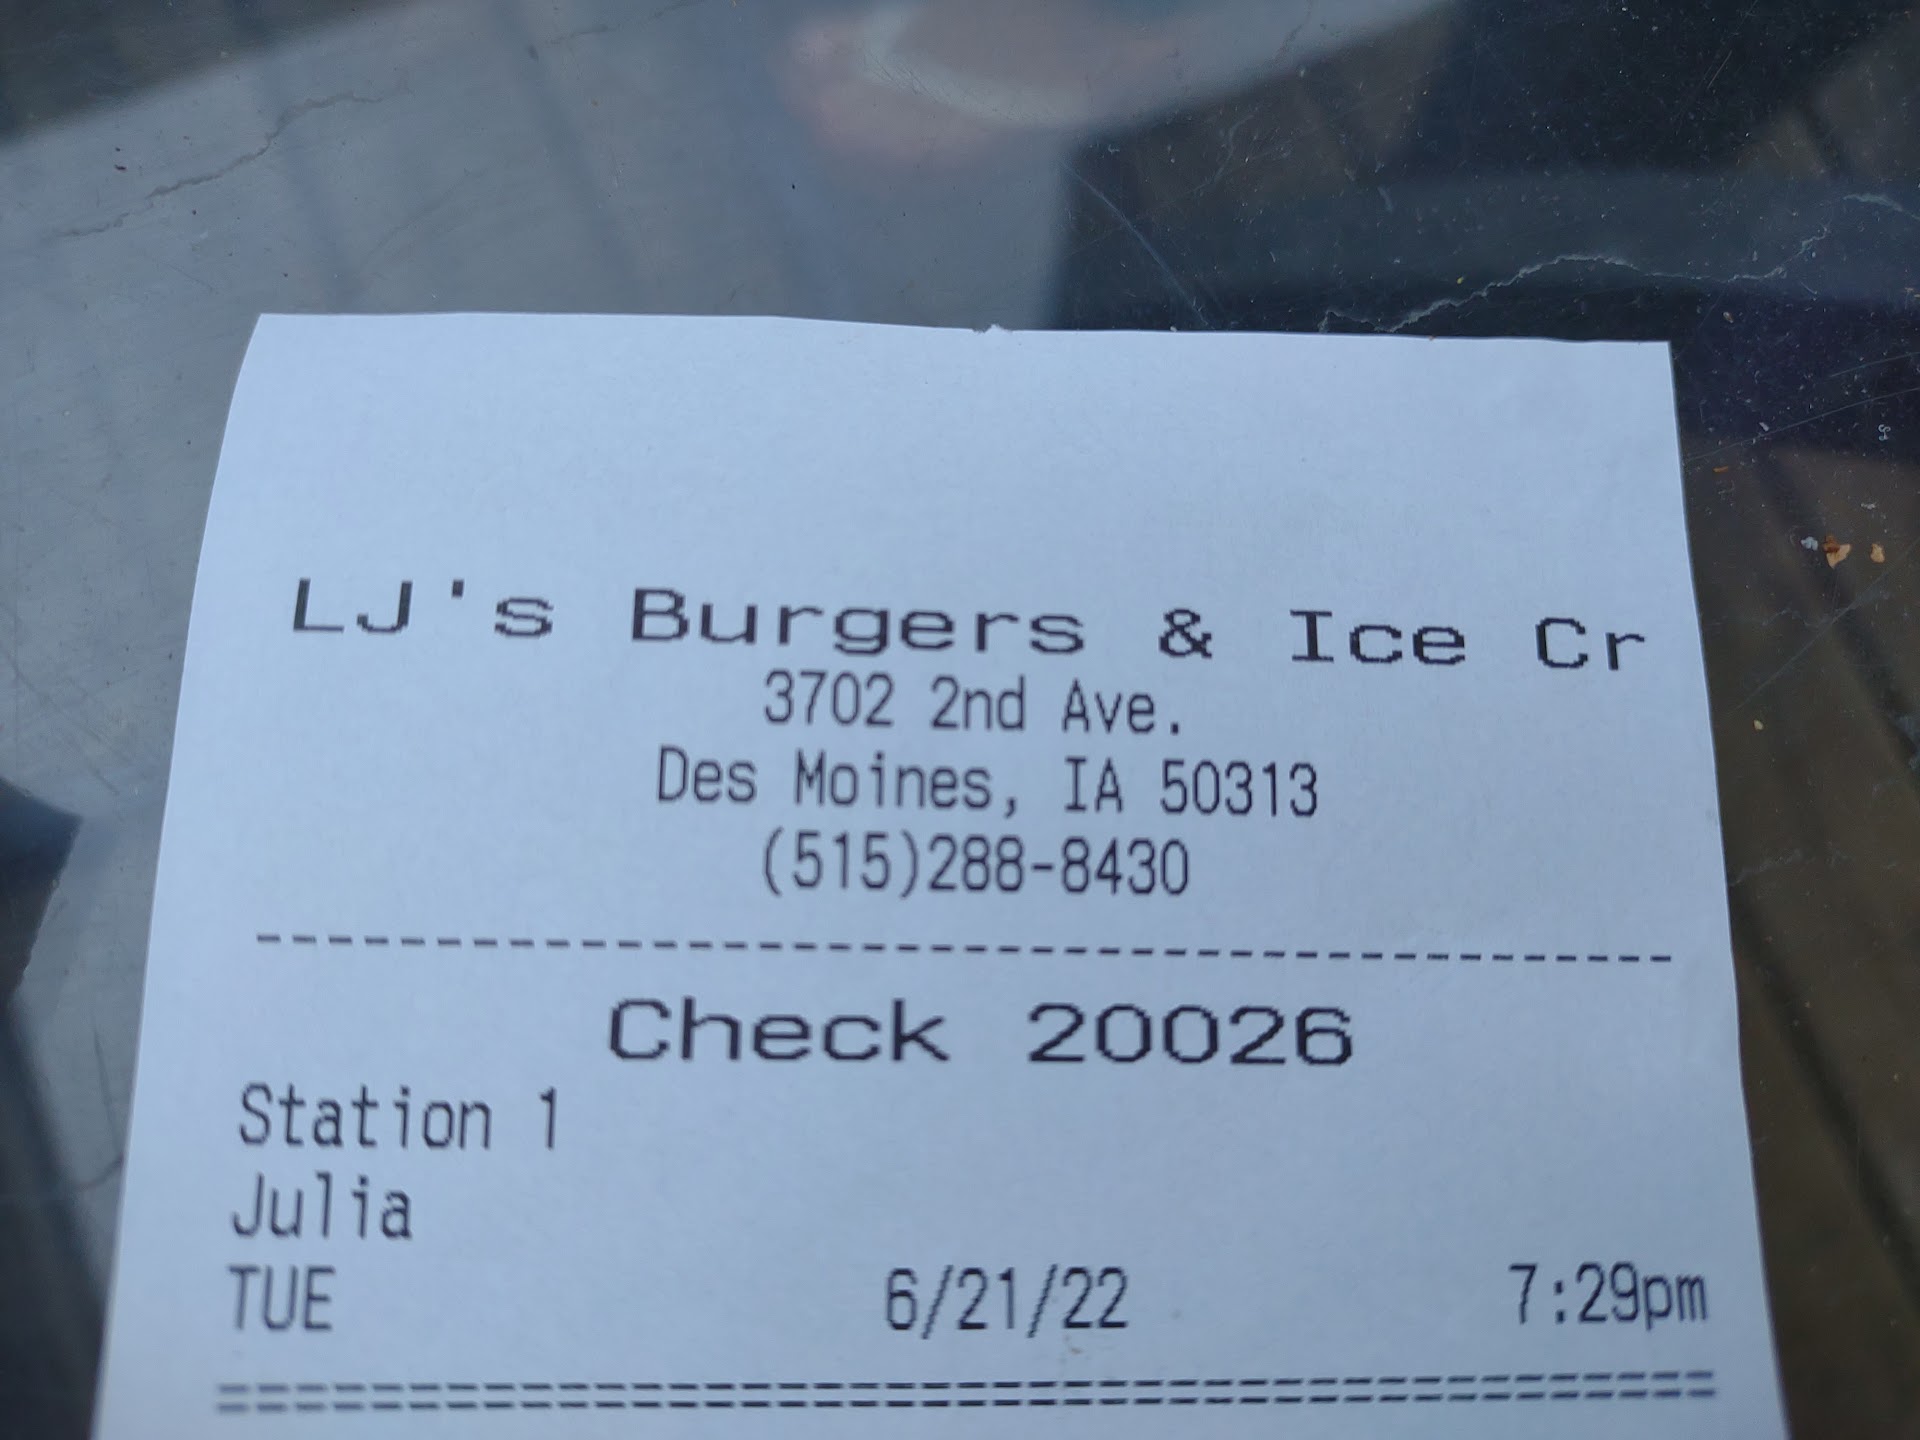 LJ's Burgers & Ice Cr
3702 2nd Ave.
Des Moines, IA 50313
(515)288-8430
----------------------------------------
Check 20026
Station 1
Julia
TUE 6/21/22 7:29pm
========================================